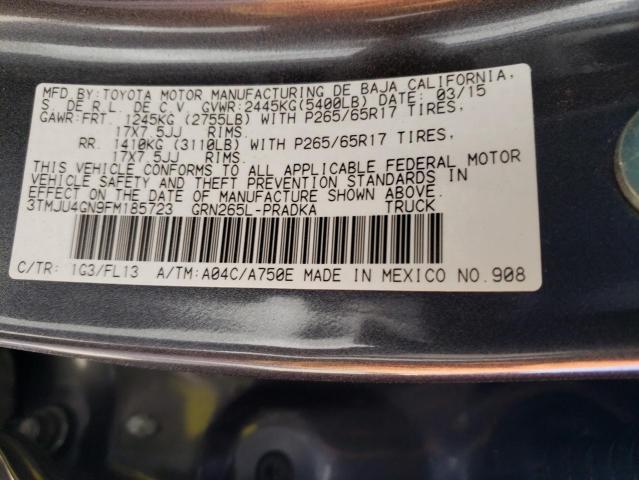 MFD.BY:TOYOTA MOTOR MANUFACTURING DE BAJA CALIFORNIA,
S. DE R.L. DE C.V. GVWR:2445KG(5400LB) DATE: 03/15
GAWR:FRT. 1245KG (2755LB) WITH P265/65R17 TIRES,
17X7.5JJ RIMS.
RR. 1410KG (3110LB) WITH P265/65R17 TIRES,
17X7.5JJ RIMS.
THIS VEHICLE CONFORMS TO ALL APPLICABLE FEDERAL MOTOR
VEHICLE SAFETY AND THEFT PREVENTION STANDARDS IN
EFFECT ON THE DATE OF MANUFACTURE SHOWN ABOVE.
3TMJU4GN9FM185723 GRN265L-PRADKA TRUCK
C/TR: 1G3/FL13 A/TM:A04C/A750E MADE IN MEXICO NO.908